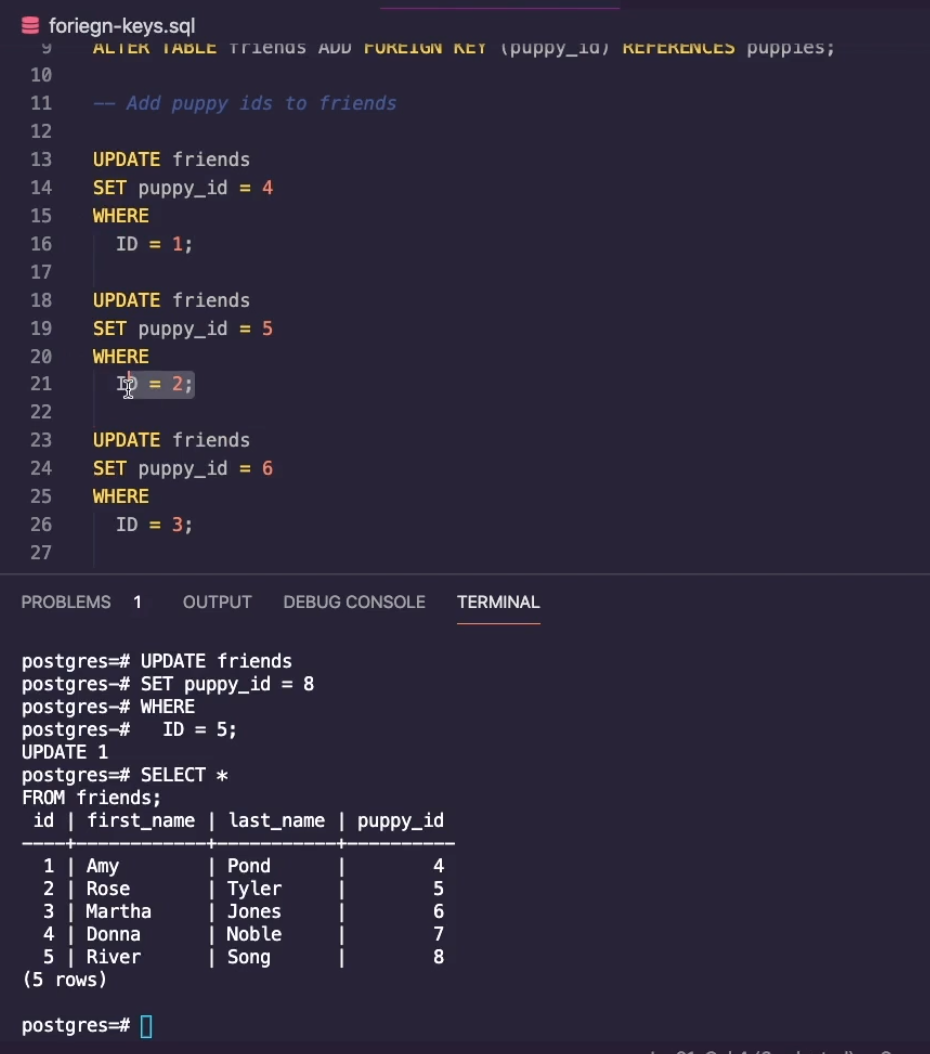 foriegn-keys.sql
9 ALTER TABLE friends ADD FOREIGN KEY (puppy_id) REFERENCES puppies;
10
11 -- Add puppy ids to friends
12
13 UPDATE friends
14 SET puppy_id = 4
15 WHERE
16 ID = 1;
17
18 UPDATE friends
19 SET puppy_id = 5
20 WHERE
21 ID = 2;
22
23 UPDATE friends
24 SET puppy_id = 6
25 WHERE
26 ID = 3;
27
PROBLEMS 1 OUTPUT DEBUG CONSOLE TERMINAL
postgres=# UPDATE friends
postgres-# SET puppy_id = 8
postgres-# WHERE
postgres-#   ID = 5;
UPDATE 1
postgres=# SELECT *
FROM friends;
 id | first_name | last_name | puppy_id
----+------------+-----------+----------
  1 | Amy        | Pond      |        4
  2 | Rose       | Tyler     |        5
  3 | Martha     | Jones     |        6
  4 | Donna      | Noble     |        7
  5 | River      | Song      |        8
(5 rows)
postgres=#